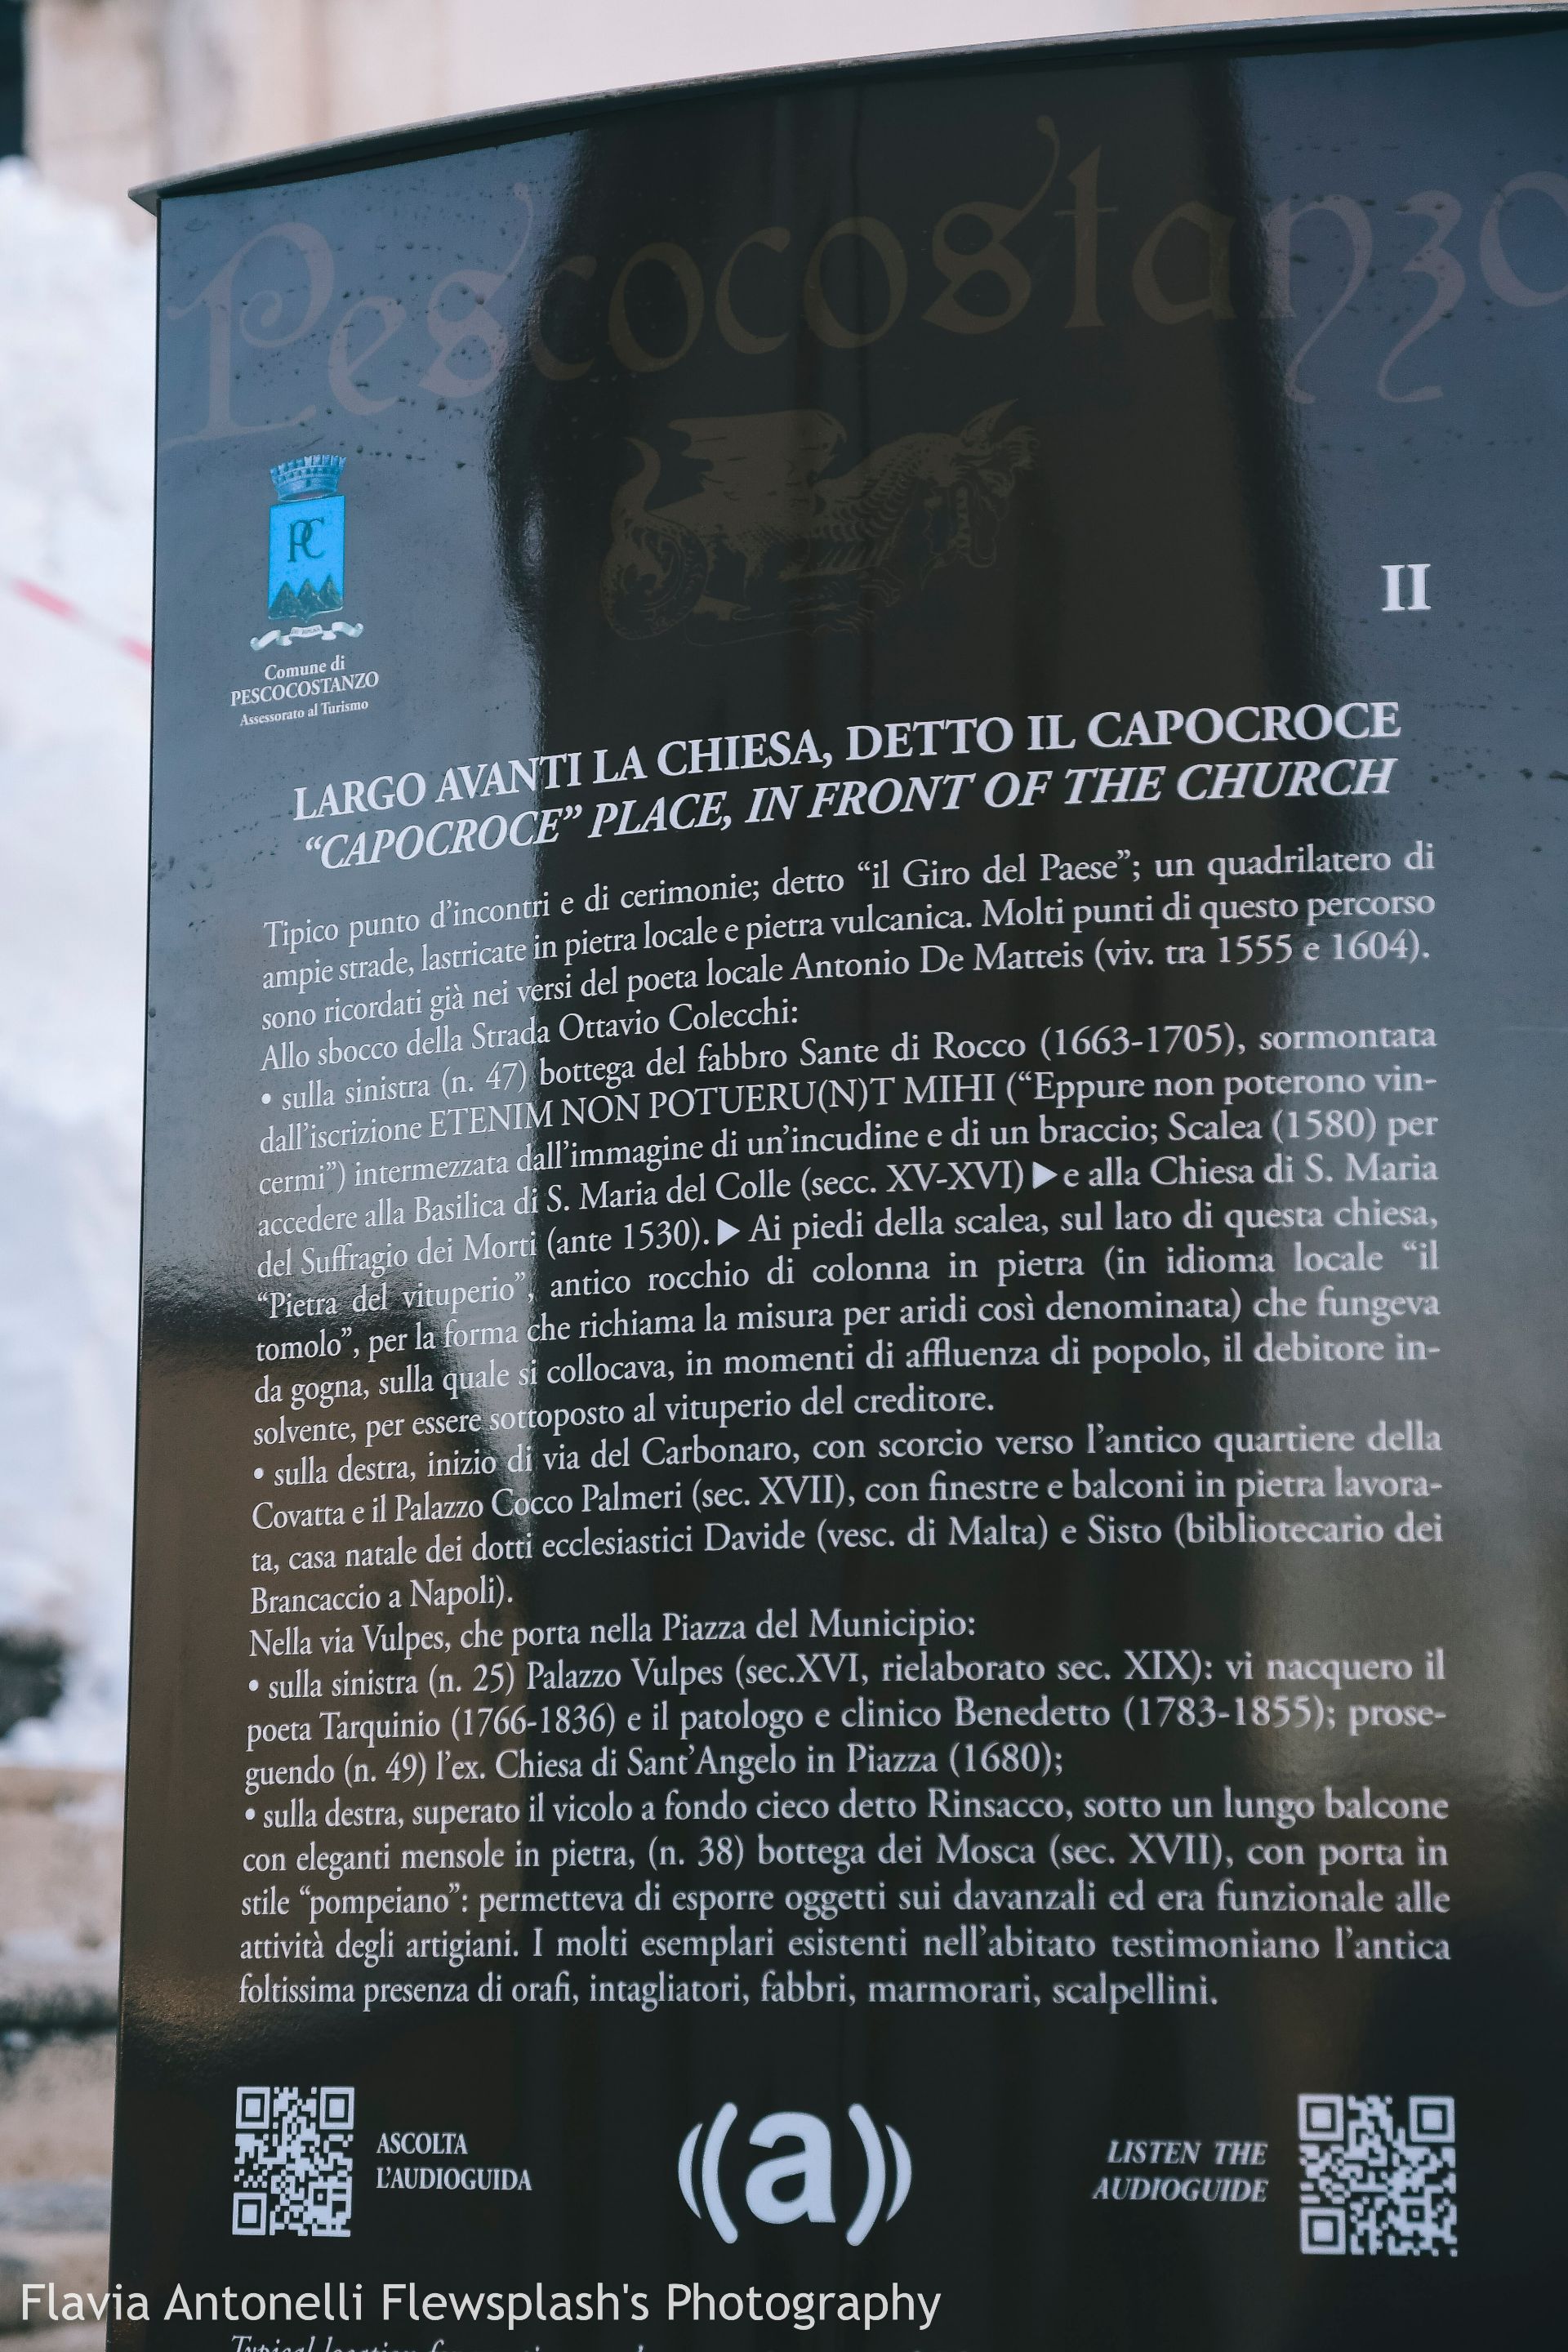 Pescocostanzo
PC
II
Comune di
PESCOCOSTANZO
Assessorato al Turismo
LARGO AVANTI LA CHIESA, DETTO IL CAPOCROCE
“CAPOCROCE” PLACE, IN FRONT OF THE CHURCH
Tipico punto d’incontri e di cerimonie; detto “il Giro del Paese”; un quadrilatero di
ampie strade, lastricate in pietra locale e pietra vulcanica. Molti punti di questo percorso
sono ricordati già nei versi del poeta locale Antonio De Matteis (viv. tra 1555 e 1604).
Allo sbocco della Strada Ottavio Colecchi:
• sulla sinistra (n. 47) bottega del fabbro Sante di Rocco (1663-1705), sormontata
dall’iscrizione ETENIM NON POTUERU(N)T MIHI (“Eppure non poterono vin-
cermi”) intermezzata dall’immagine di un’incudine e di un braccio; Scalea (1580) per
accedere alla Basilica di S. Maria del Colle (secc. XV-XVI) ▶ e alla Chiesa di S. Maria
del Suffragio dei Morti (ante 1530). ▶ Ai piedi della scalea, sul lato di questa chiesa,
“Pietra del vituperio”, antico rocchio di colonna in pietra (in idioma locale “il
tomolo”, per la forma che richiama la misura per aridi così denominata) che fungeva
da gogna, sulla quale si collocava, in momenti di affluenza di popolo, il debitore in-
solvente, per essere sottoposto al vituperio del creditore.
• sulla destra, inizio di via del Carbonaro, con scorcio verso l’antico quartiere della
Covatta e il Palazzo Cocco Palmeri (sec. XVII), con finestre e balconi in pietra lavora-
ta, casa natale dei dotti ecclesiastici Davide (vesc. di Malta) e Sisto (bibliotecario dei
Brancaccio a Napoli).
Nella via Vulpes, che porta nella Piazza del Municipio:
• sulla sinistra (n. 25) Palazzo Vulpes (sec.XVI, rielaborato sec. XIX): vi nacquero il
poeta Tarquinio (1766-1836) e il patologo e clinico Benedetto (1783-1855); prose-
guendo (n. 49) l’ex. Chiesa di Sant’Angelo in Piazza (1680);
• sulla destra, superato il vicolo a fondo cieco detto Rinsacco, sotto un lungo balcone
con eleganti mensole in pietra, (n. 38) bottega dei Mosca (sec. XVII), con porta in
stile “pompeiano”: permetteva di esporre oggetti sui davanzali ed era funzionale alle
attività degli artigiani. I molti esemplari esistenti nell’abitato testimoniano l’antica
foltissima presenza di orafi, intagliatori, fabbri, marmorari, scalpellini.
ASCOLTA
L’AUDIOGUIDA
((a))
LISTEN THE
AUDIOGUIDE
Flavia Antonelli Flewsplash's Photography
Typical location